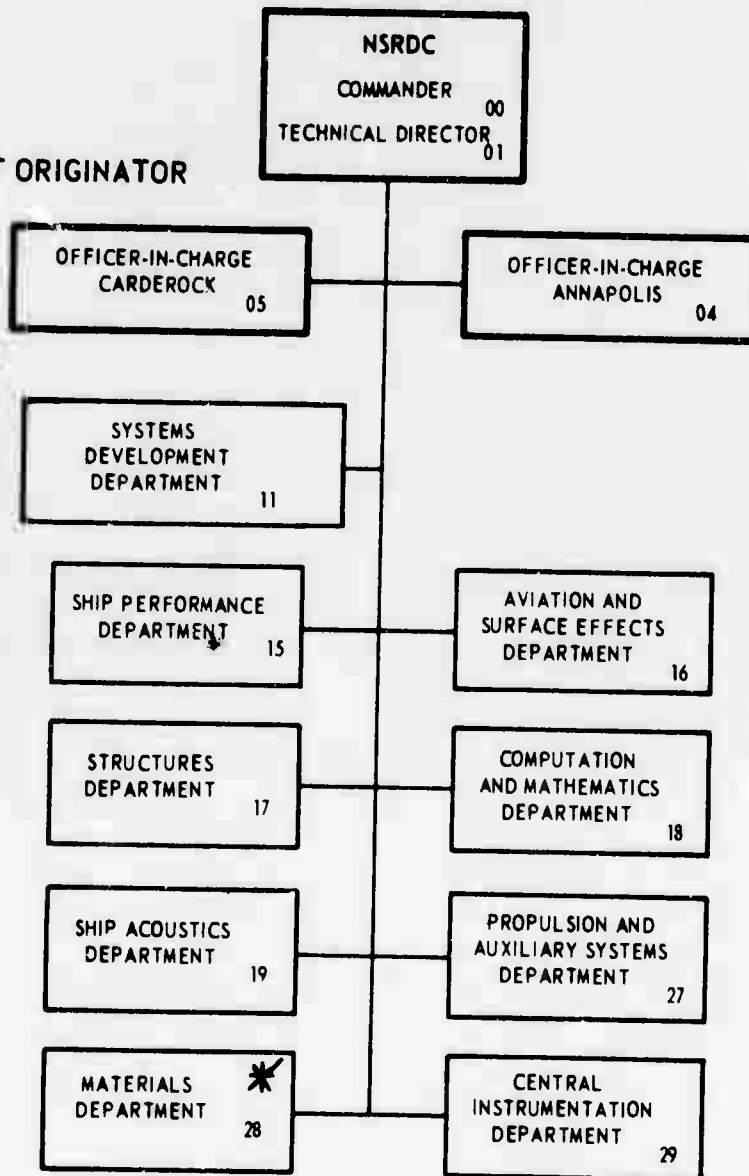 NSRDC
COMMANDER
00
TECHNICAL DIRECTOR
01
ORIGINATOR
OFFICER-IN-CHARGE
CARDEROCK
05
OFFICER-IN-CHARGE
ANNAPOLIS
04
SYSTEMS
DEVELOPMENT
DEPARTMENT
11
SHIP PERFORMANCE
DEPARTMENT
15
AVIATION AND
SURFACE EFFECTS
DEPARTMENT
16
STRUCTURES
DEPARTMENT
17
COMPUTATION
AND MATHEMATICS
DEPARTMENT
18
SHIP ACOUSTICS
DEPARTMENT
19
PROPULSION AND
AUXILIARY SYSTEMS
DEPARTMENT
27
MATERIALS
DEPARTMENT
28
CENTRAL
INSTRUMENTATION
DEPARTMENT
29